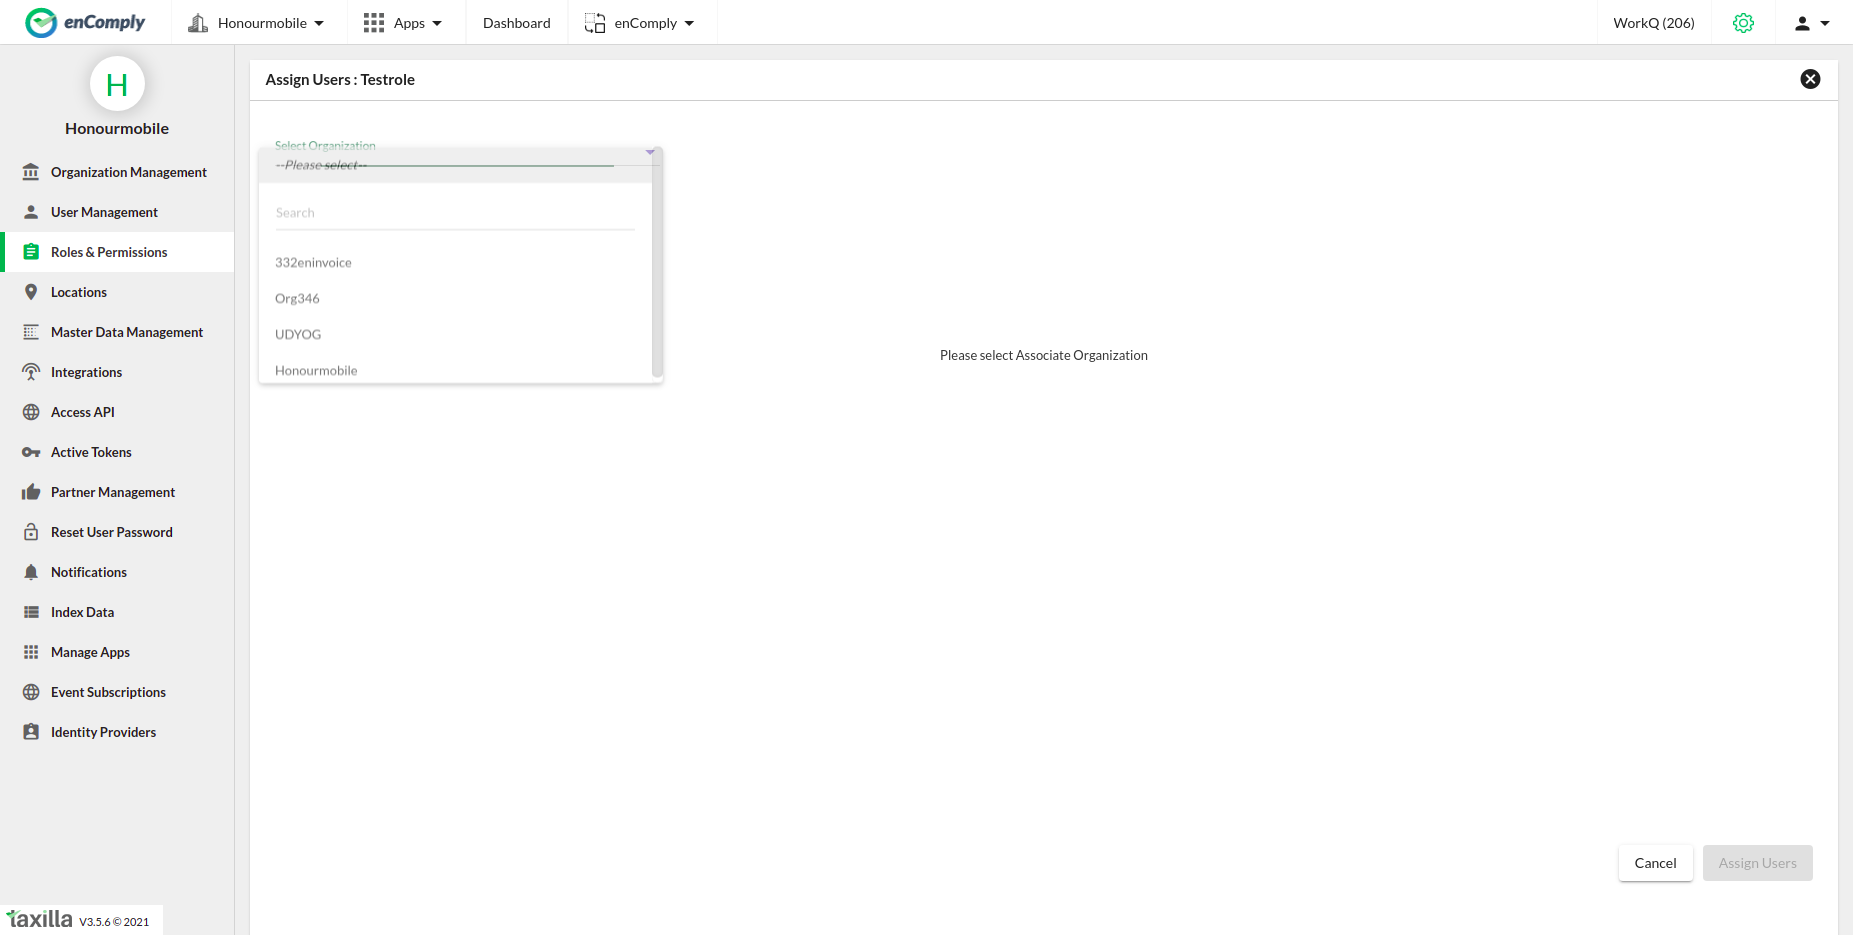 enComply
Honourmobile
Apps
Dashboard
enComply
WorkQ (206)
H
Honourmobile
Organization Management
User Management
Roles & Permissions
Locations
Master Data Management
Integrations
Access API
Active Tokens
Partner Management
Reset User Password
Notifications
Index Data
Manage Apps
Event Subscriptions
Identity Providers
taxilla V3.5.6 © 2021
Assign Users : Testrole
Select Organization
--Please select--
Search
332eninvoice
Org346
UDYOG
Honourmobile
Please select Associate Organization
Cancel
Assign Users